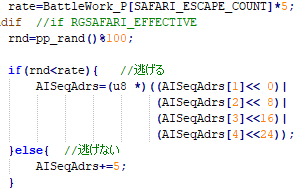 rate=BattleWork_P[SAFARI_ESCAPE_COUNT]*5;
dif //if RGSAFARI_EFFECTIVE
rnd=pp_rand()%100;
if(rnd<rate){ //逃げる
AISeqAdrs=(u8 *)((AISeqAdrs[1]<< 0)|
(AISeqAdrs[2]<< 8)|
(AISeqAdrs[3]<<16)|
(AISeqAdrs[4]<<24));
}else{ //逃げない
AISeqAdrs+=5;
}